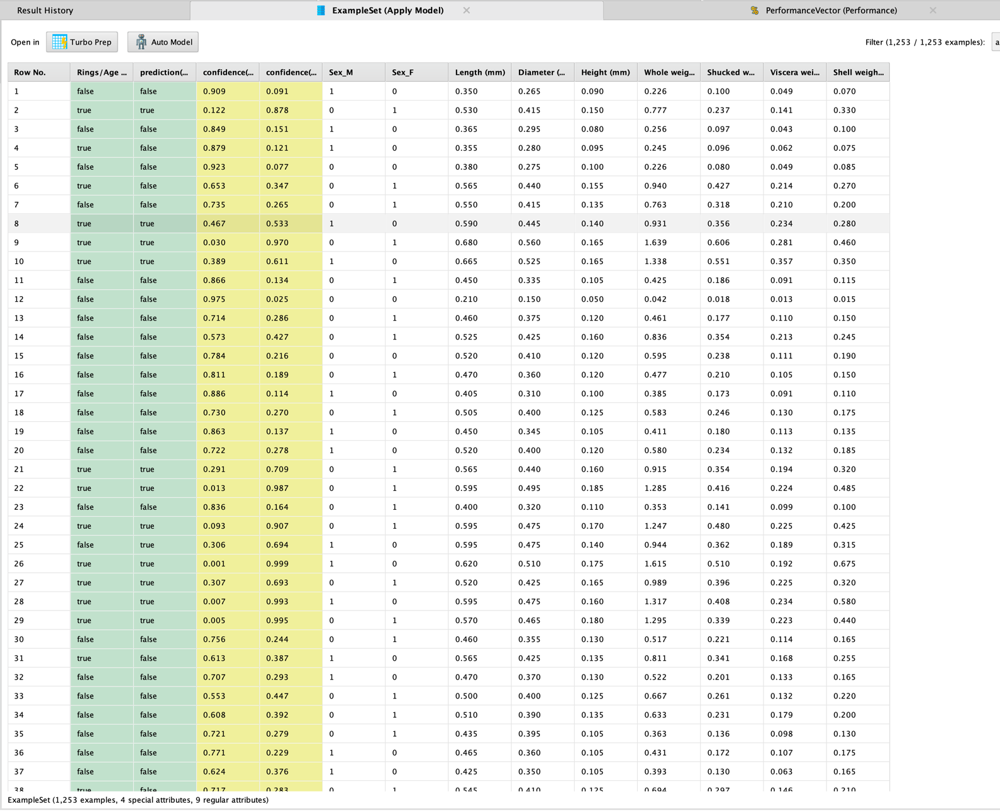 Result History ExampleSet (Apply Model) PerformanceVector (Performance)
Open in Turbo Prep Auto Model Filter (1,253 / 1,253 examples): a
Row No. Rings/Age ... prediction(... confidence(... confidence(... Sex_M Sex_F Length (mm) Diameter (... Height (mm) Whole weig... Shucked w... Viscera wei... Shell weigh...
1 false false 0.909 0.091 1 0 0.350 0.265 0.090 0.226 0.100 0.049 0.070
2 true true 0.122 0.878 0 1 0.530 0.415 0.150 0.777 0.237 0.141 0.330
3 false false 0.849 0.151 1 0 0.365 0.295 0.080 0.256 0.097 0.043 0.100
4 true false 0.879 0.121 1 0 0.355 0.280 0.095 0.245 0.096 0.062 0.075
5 false false 0.923 0.077 0 0 0.380 0.275 0.100 0.226 0.080 0.049 0.085
6 true false 0.653 0.347 0 1 0.565 0.440 0.155 0.940 0.427 0.214 0.270
7 false false 0.735 0.265 0 1 0.550 0.415 0.135 0.763 0.318 0.210 0.200
8 true true 0.467 0.533 1 0 0.590 0.445 0.140 0.931 0.356 0.234 0.280
9 true true 0.030 0.970 0 1 0.680 0.560 0.165 1.639 0.606 0.281 0.460
10 true true 0.389 0.611 1 0 0.665 0.525 0.165 1.338 0.551 0.357 0.350
11 false false 0.866 0.134 0 1 0.450 0.335 0.105 0.425 0.186 0.091 0.115
12 false false 0.975 0.025 0 0 0.210 0.150 0.050 0.042 0.018 0.013 0.015
13 false false 0.714 0.286 0 1 0.460 0.375 0.120 0.461 0.177 0.110 0.150
14 false false 0.573 0.427 0 1 0.525 0.425 0.160 0.836 0.354 0.213 0.245
15 false false 0.784 0.216 0 0 0.520 0.410 0.120 0.595 0.238 0.111 0.190
16 false false 0.811 0.189 0 1 0.470 0.360 0.120 0.477 0.210 0.105 0.150
17 false false 0.886 0.114 1 0 0.405 0.310 0.100 0.385 0.173 0.091 0.110
18 false false 0.730 0.270 0 1 0.505 0.400 0.125 0.583 0.246 0.130 0.175
19 false false 0.863 0.137 1 0 0.450 0.345 0.105 0.411 0.180 0.113 0.135
20 false false 0.722 0.278 1 0 0.520 0.400 0.120 0.580 0.234 0.132 0.185
21 true true 0.291 0.709 0 1 0.565 0.440 0.160 0.915 0.354 0.194 0.320
22 true true 0.013 0.987 0 1 0.595 0.495 0.185 1.285 0.416 0.224 0.485
23 false false 0.836 0.164 0 1 0.400 0.320 0.110 0.353 0.141 0.099 0.100
24 true true 0.093 0.907 0 1 0.595 0.475 0.170 1.247 0.480 0.225 0.425
25 false true 0.306 0.694 1 0 0.595 0.475 0.140 0.944 0.362 0.189 0.315
26 true true 0.001 0.999 1 0 0.620 0.510 0.175 1.615 0.510 0.192 0.675
27 true true 0.307 0.693 0 1 0.520 0.425 0.165 0.989 0.396 0.225 0.320
28 true true 0.007 0.993 1 0 0.595 0.475 0.160 1.317 0.408 0.234 0.580
29 true true 0.005 0.995 0 1 0.570 0.465 0.180 1.295 0.339 0.223 0.440
30 false false 0.756 0.244 0 1 0.460 0.355 0.130 0.517 0.221 0.114 0.165
31 true false 0.613 0.387 1 0 0.565 0.425 0.135 0.811 0.341 0.168 0.255
32 false false 0.707 0.293 1 0 0.470 0.370 0.130 0.522 0.201 0.133 0.165
33 false false 0.553 0.447 0 1 0.500 0.400 0.125 0.667 0.261 0.132 0.220
34 false false 0.608 0.392 0 1 0.510 0.390 0.135 0.633 0.231 0.179 0.200
35 false false 0.721 0.279 0 1 0.435 0.395 0.105 0.363 0.136 0.098 0.130
36 false false 0.771 0.229 1 0 0.465 0.360 0.105 0.431 0.172 0.107 0.175
37 false false 0.624 0.376 1 0 0.425 0.350 0.105 0.393 0.130 0.063 0.165
38 true false 0.717 0.283 0 1 0.545 0.410 0.125 0.694 0.297 0.146 0.210
ExampleSet (1,253 examples, 4 special attributes, 9 regular attributes)